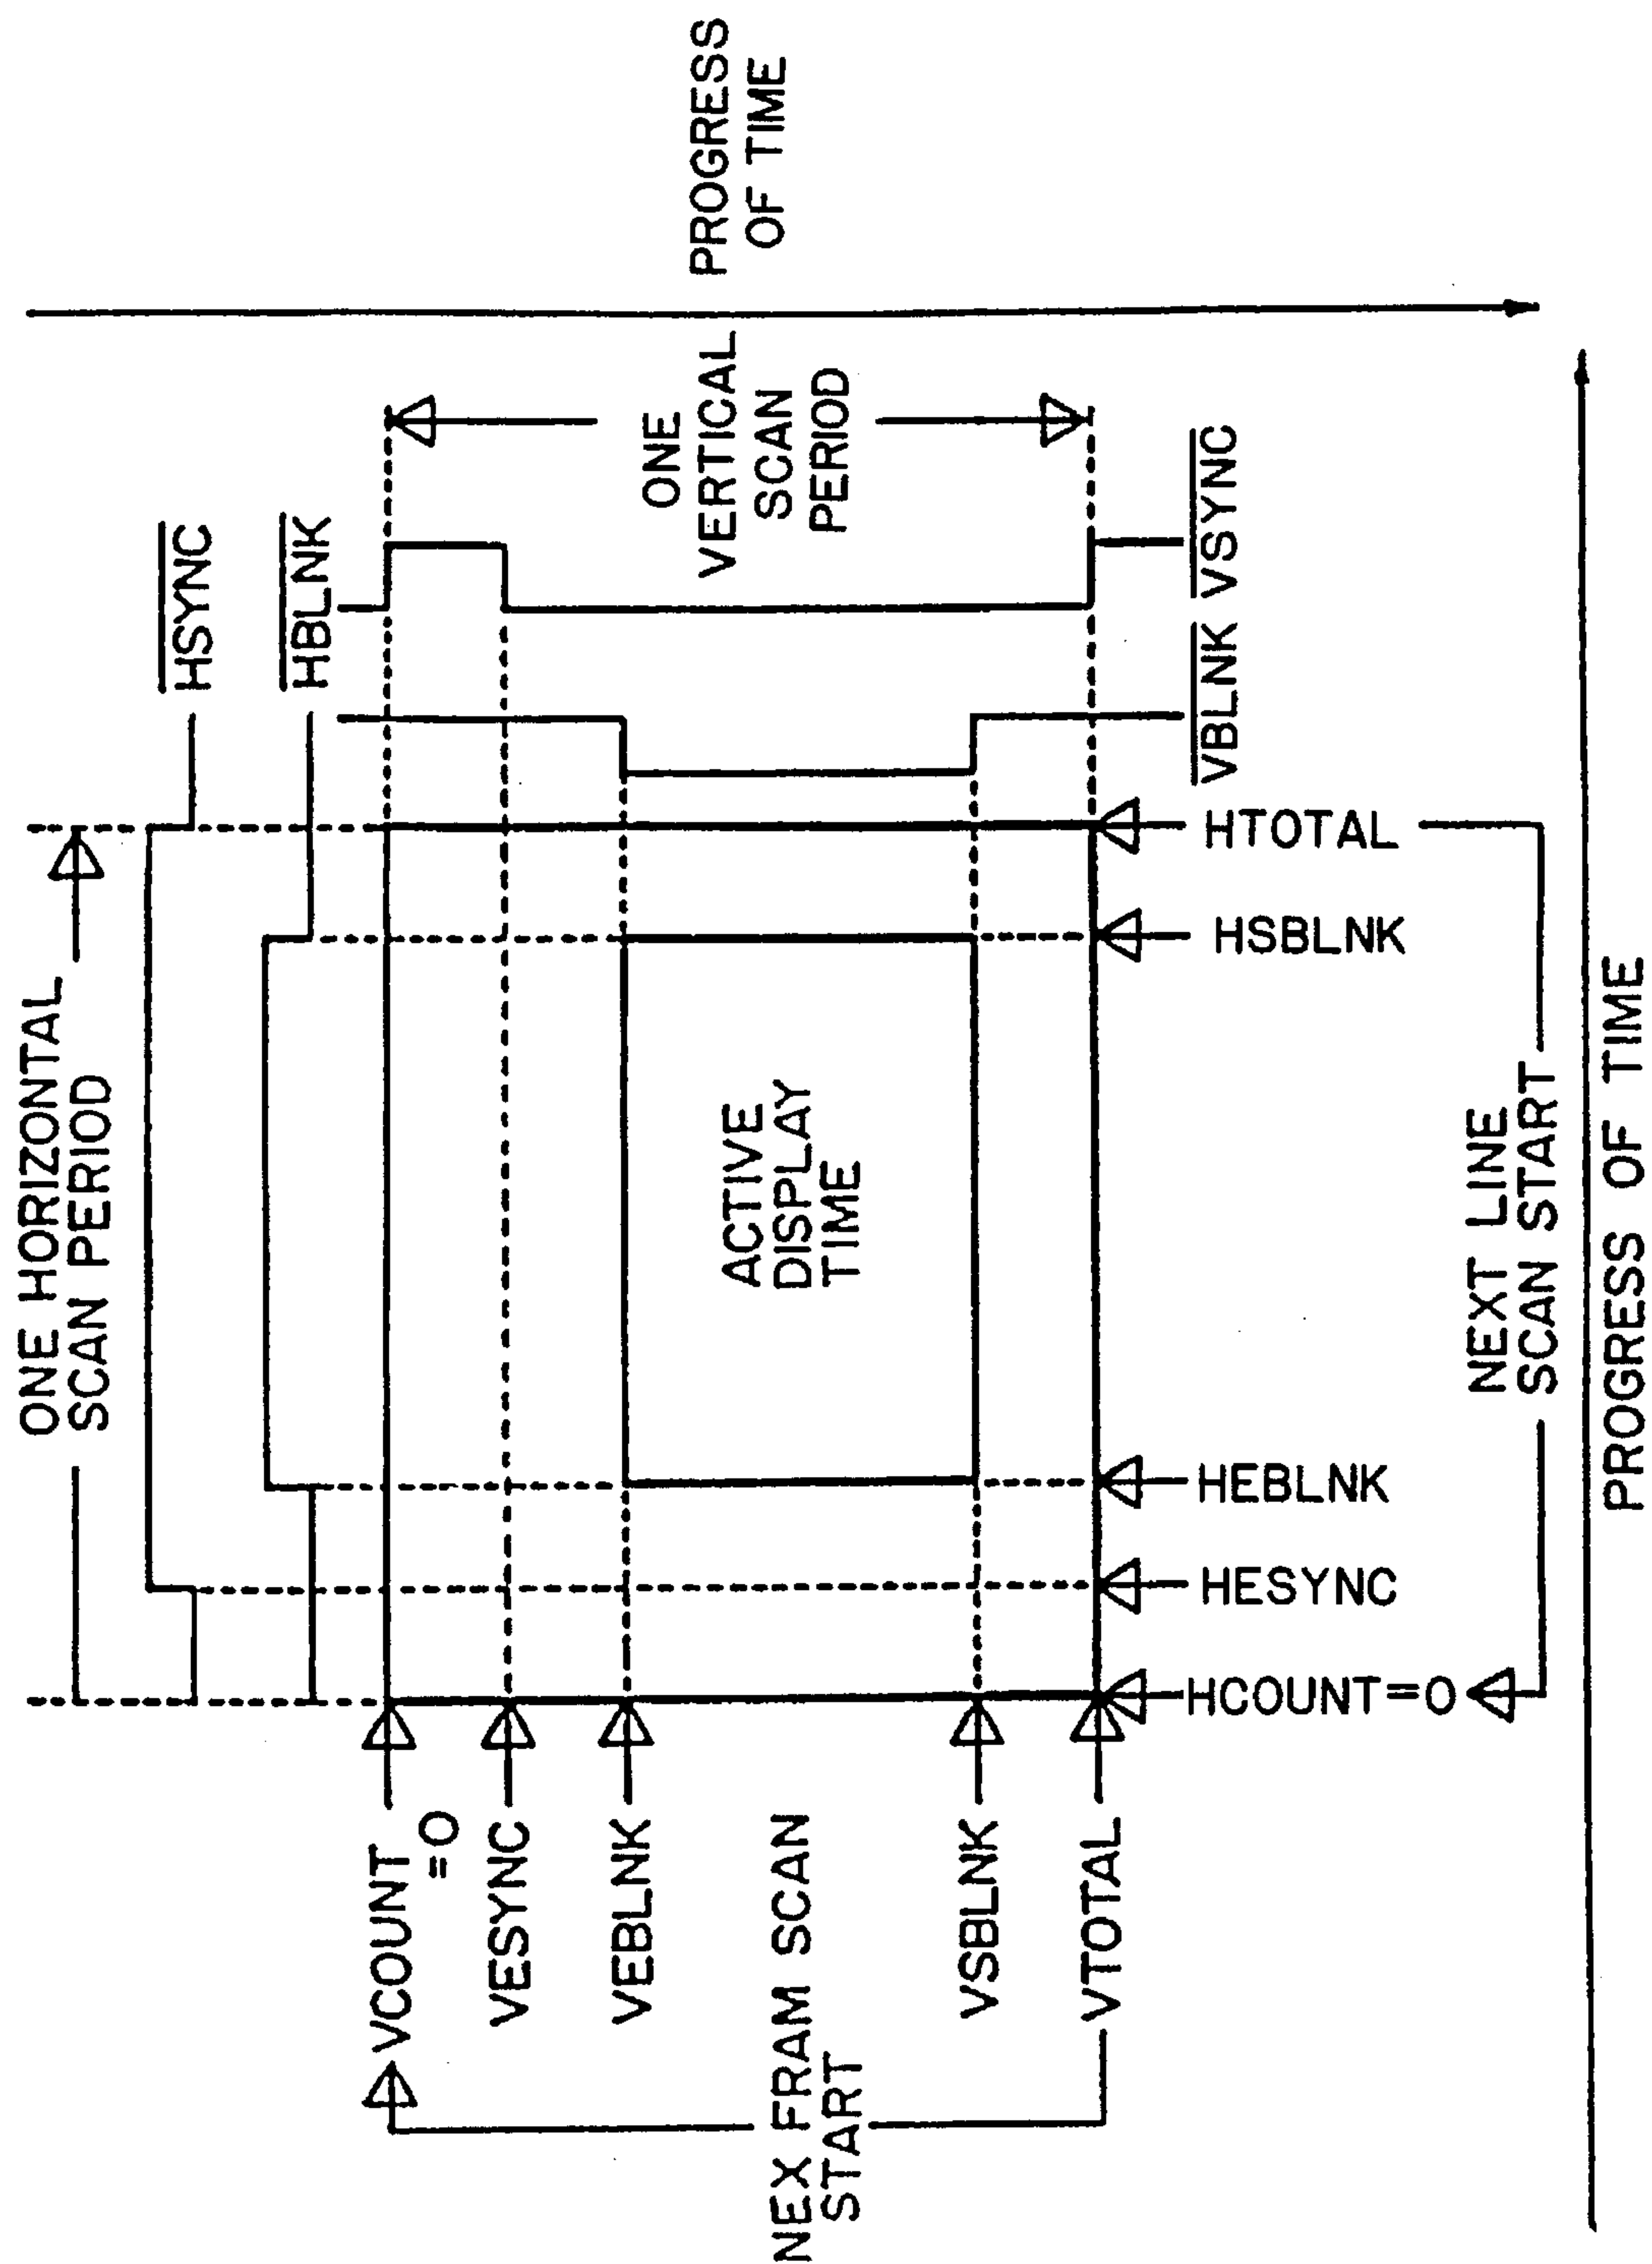 ONE HORIZONTAL
SCAN PERIOD
HSYNC
HBLNK
PROGRESS
OF TIME
VCOUNT
=0
VESYNC
VEBLNK
NEX FRAM SCAN
START
VSBLNK
VTOTAL
ACTIVE
DISPLAY
TIME
ONE
VERTICAL
SCAN
PERIOD
HCOUNT=0
HESYNC
HEBLNK
HSBLNK
HTOTAL
VBLNK
VSYNC
NEXT LINE
SCAN START
PROGRESS OF TIME